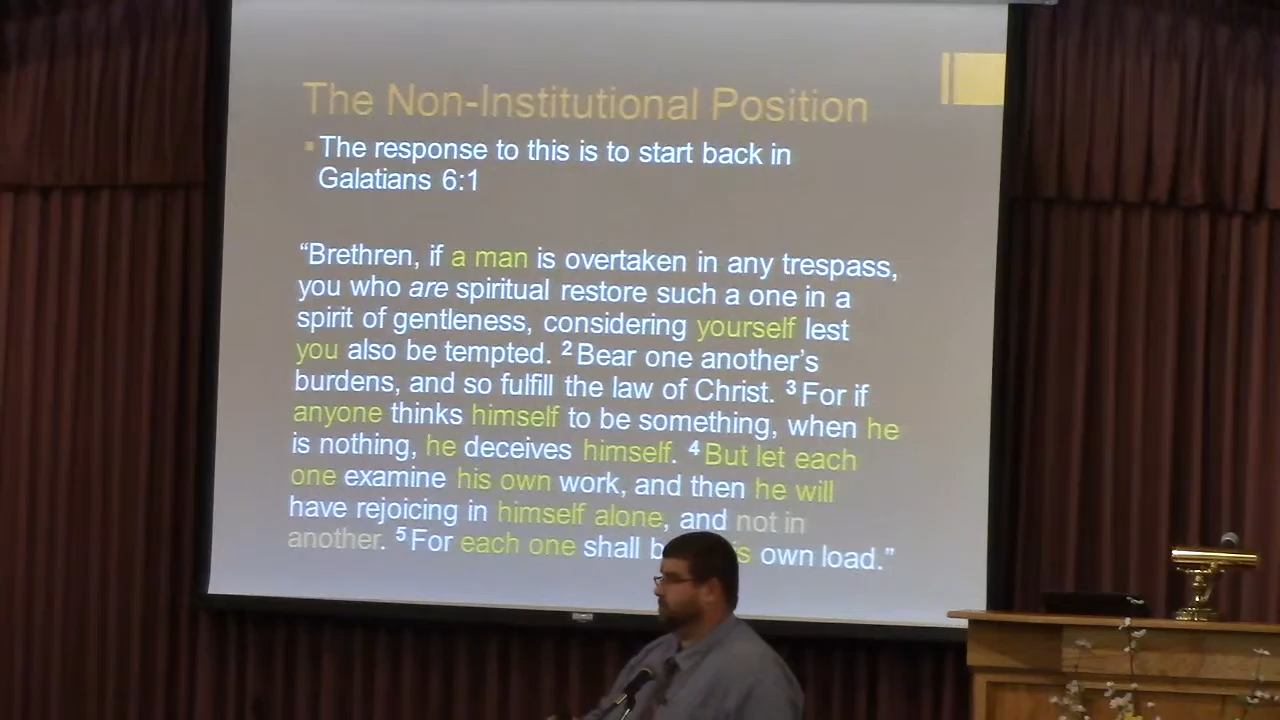 The Non-Institutional Position
The response to this is to start back in
Galatians 6:1
“Brethren, if a man is overtaken in any trespass,
you who are spiritual restore such a one in a
spirit of gentleness, considering yourself lest
you also be tempted. ² Bear one another’s
burdens, and so fulfill the law of Christ. ³ For if
anyone thinks himself to be something, when he
is nothing, he deceives himself. ⁴ But let each
one examine his own work, and then he will
have rejoicing in himself alone, and not in
another. ⁵ For each one shall own load.”